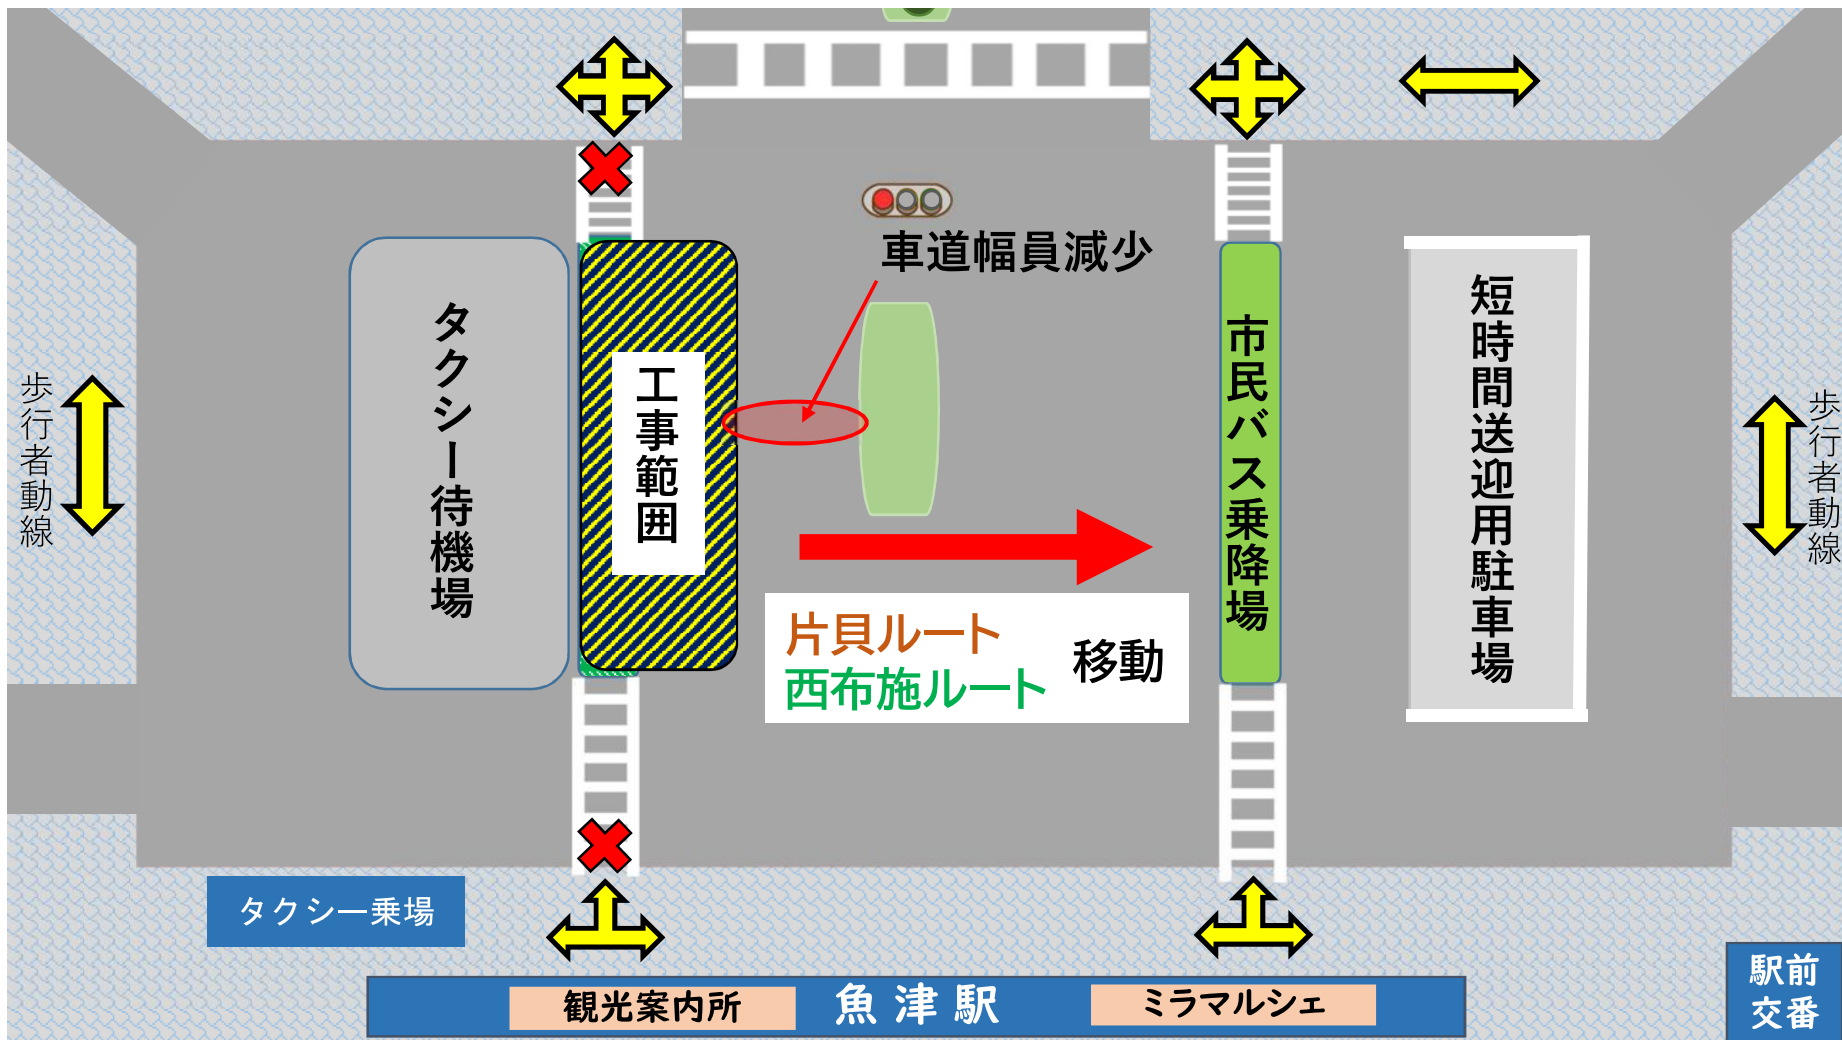 車道幅員減少
タクシー待機場
工事範囲
市民バス乗降場
短時間送迎用駐車場
歩行者動線
歩行者動線
片貝ルート
西布施ルート
移動
タクシー乗場
観光案内所
魚津駅
ミラマルシェ
駅前
交番